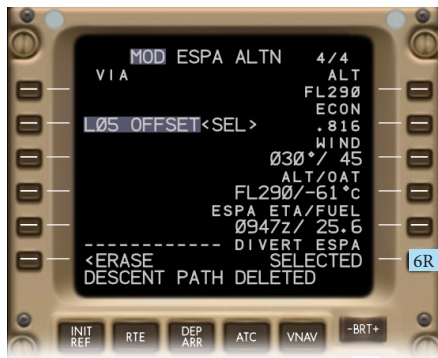 MOD ESPA ALTN 4/4
VIA ALT
FL290
ECON
L05 OFFSET<SEL> .816
WIND
030°/ 45
ALT/OAT
FL290/-61°C
ESPA ETA/FUEL
0947z/ 25.6
------------ DIVERT ESPA
<ERASE SELECTED
6R
DESCENT PATH DELETED
INIT REF
RTE
DEP ARR
ATC
VNAV
-BRT+